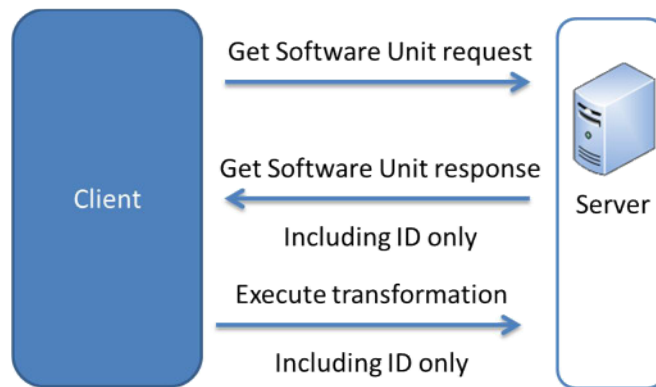 Get Software Unit request
Get Software Unit response
Client
Server
Including ID only
Execute transformation
Including ID only